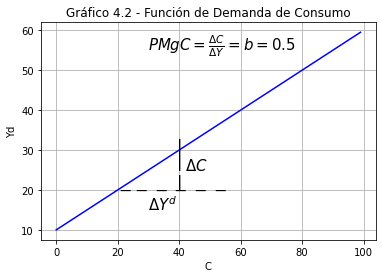 Gráfico 4.2 - Función de Demanda de Consumo
PMgC = ΔC/ΔY = b = 0.5
60
50
40
30
20
10
Yd
ΔC
ΔY^d
0 20 40 60 80 100
C